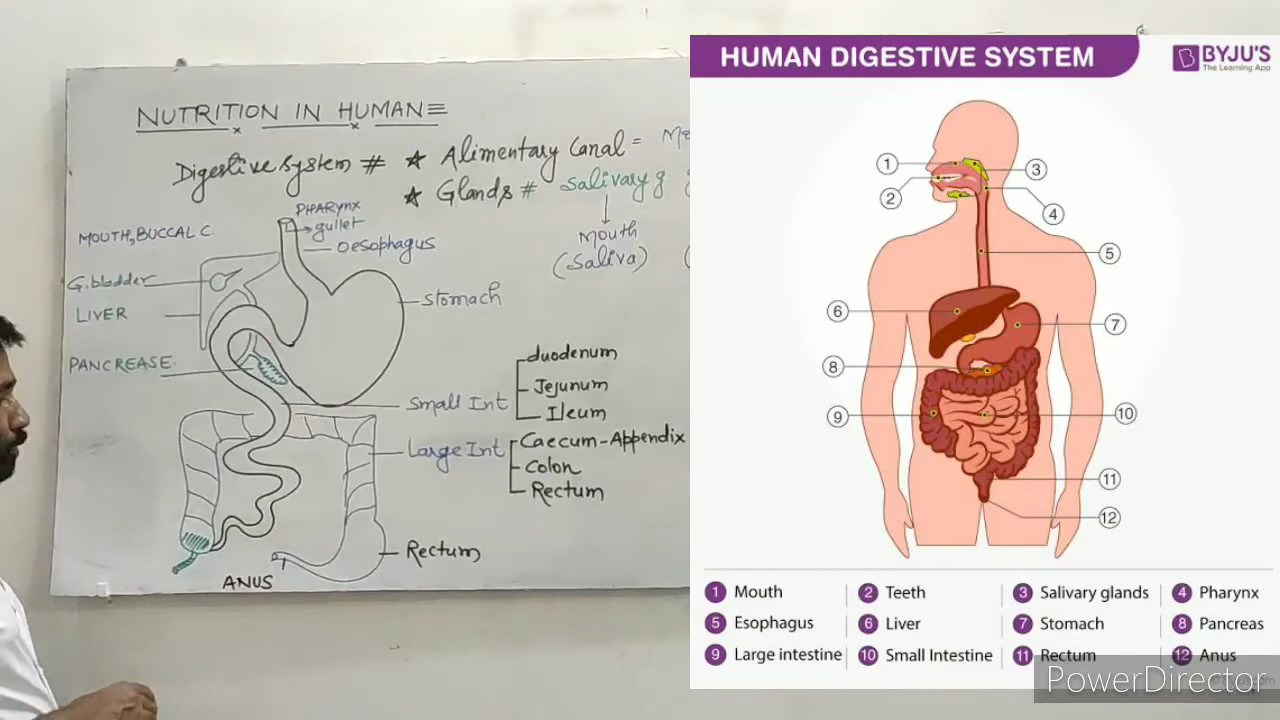 NUTRITION IN HUMAN
Digestive system # ★ Alimentary Canal =
★ Glands # Salivary g
Mouth
(Saliva)
PHARYNX
gullet
Oesophagus
MOUTH, BUCCAL C.
G.bladder
LIVER
PANCREASE
Stomach
Small Int
duodenum
Jejunum
Ileum
Large Int
Caecum-Appendix
Colon
Rectum
Rectum
ANUS
HUMAN DIGESTIVE SYSTEM
BYJU'S
The Learning App
1
2
3
4
5
6
7
8
9
10
11
12
1 Mouth 2 Teeth 3 Salivary glands 4 Pharynx
5 Esophagus 6 Liver 7 Stomach 8 Pancreas
9 Large intestine 10 Small Intestine 11 Rectum 12 Anus
PowerDirector